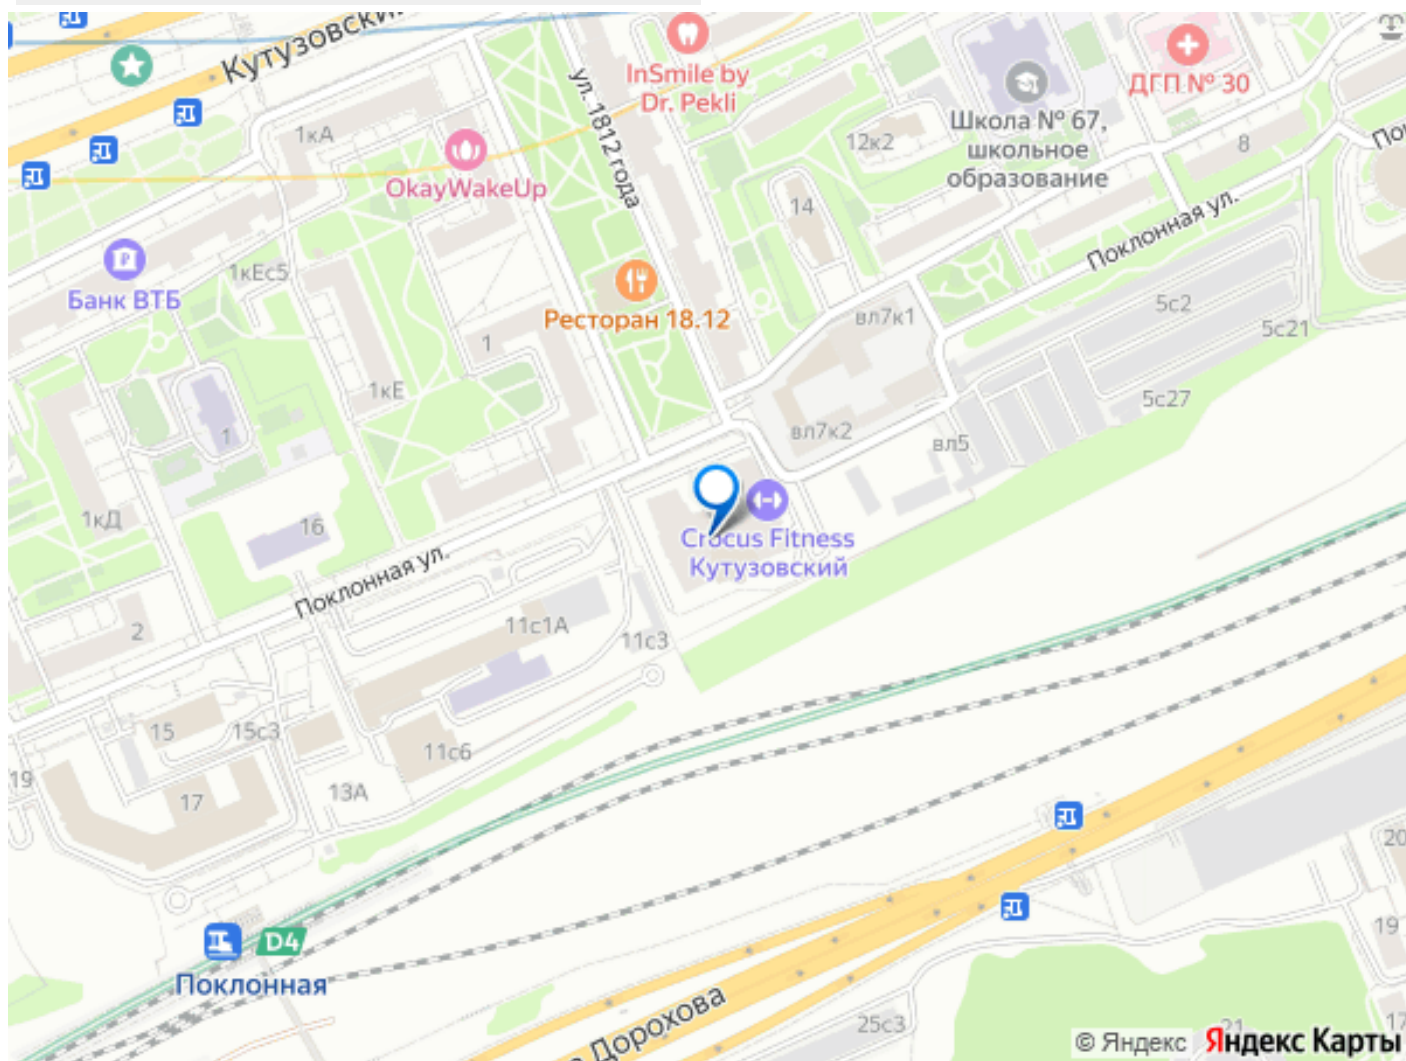 Кутузовски
InSmile by
Dr. Pekli
ДГП № 30
Школа № 67,
школьное
образование
1кА
ул. 1812 года
12к2
8
По
OkayWakeUp
14
Поклонная ул.
Банк ВТБ
1кЕс5
Ресторан 18.12
вл7к1
5с2
5с21
1
1кЕ
5с27
1
вл7к2
вл5
1кД
16
Crocus Fitness
Кутузовский
Поклонная ул.
2
11с1А
11с3
15
15с3
11с6
19
17
13А
20
D4
Поклонная
19
Дорохова
25с3
21
17
© Яндекс
Яндекс Карты